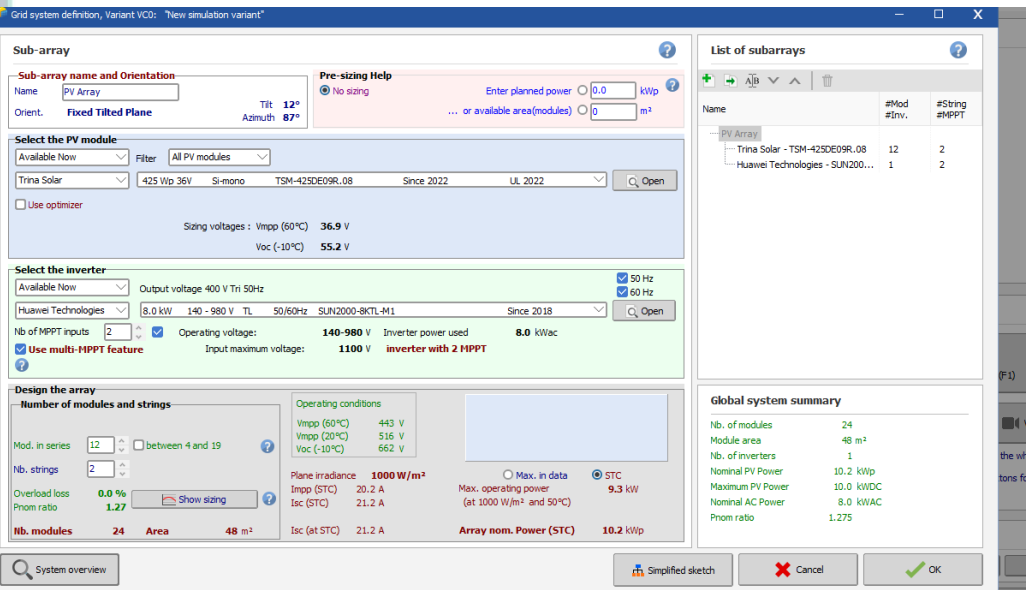 Grid system definition, Variant VC0: "New simulation variant"
Sub-array
Sub-array name and Orientation
Name PV Array
Orient. Fixed Tilted Plane
Tilt 12°
Azimuth 87°
Pre-sizing Help
No sizing
Enter planned power 0.0 kWp
... or available area(modules) 0 m²
Select the PV module
Available Now Filter All PV modules
Trina Solar 425 Wp 36V Si-mono TSM-425DE09R.08 Since 2022 UL 2022 Open
Use optimizer
Sizing voltages : Vmpp (60°C) 36.9 V
Voc (-10°C) 55.2 V
Select the inverter
Available Now Output voltage 400 V Tri 50Hz
50 Hz
60 Hz
Huawei Technologies 8.0 kW 140 - 980 V TL 50/60 Hz SUN2000-8KTL-M1 Since 2018 Open
Nb of MPPT inputs 2 Operating voltage: 140-980 V Inverter power used 8.0 kWac
Use multi-MPPT feature Input maximum voltage: 1100 V inverter with 2 MPPT
Design the array
Number of modules and strings
Mod. in series 12 between 4 and 19
Nb. strings 2
Overload loss 0.0 %
Pnom ratio 1.27
Show sizing
Nb. modules 24 Area 48 m²
Operating conditions
Vmpp (60°C) 443 V
Vmpp (20°C) 516 V
Voc (-10°C) 662 V
Plane irradiance 1000 W/m²
Impp (STC) 20.2 A
Isc (STC) 21.2 A
Isc (at STC) 21.2 A
Max. in data STC
Max. operating power 9.3 kW
(at 1000 W/m² and 50°C)
Array nom. Power (STC) 10.2 kWp
List of subarrays
Name #Mod #String
#Inv. #MPPT
PV Array
Trina Solar - TSM-425DE09R.08 12 2
Huawei Technologies - SUN200... 1 2
Global system summary
Nb. of modules 24
Module area 48 m²
Nb. of inverters 1
Nominal PV Power 10.2 kWp
Maximum PV Power 10.0 kWDC
Nominal AC Power 8.0 kWAC
Pnom ratio 1.275
System overview
Simplified sketch
Cancel
OK
(F1)
the wh
tons fo